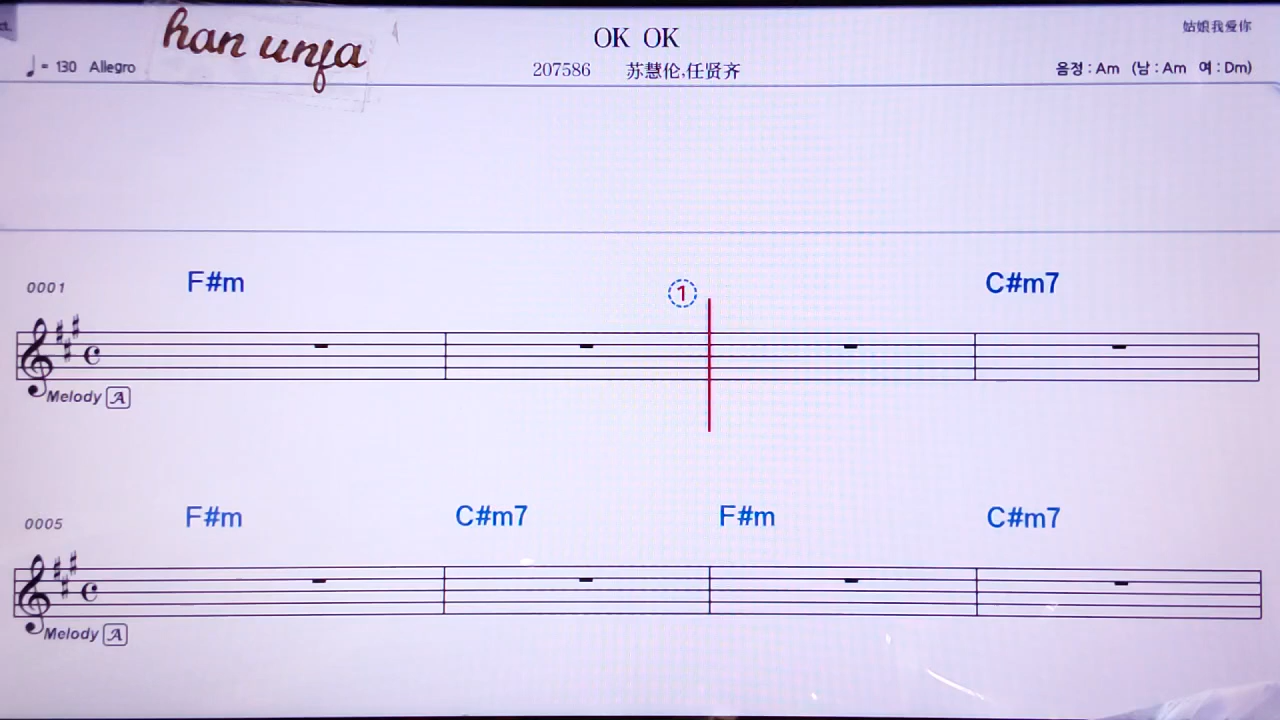 han unfa
OK OK
姑娘我爱你
♩= 130 Allegro
207586 苏慧伦,任贤齐
음정 : Am (남 : Am 여 : Dm)
0001 F#m ① C#m7
Melody A
0005 F#m C#m7 F#m C#m7
Melody A